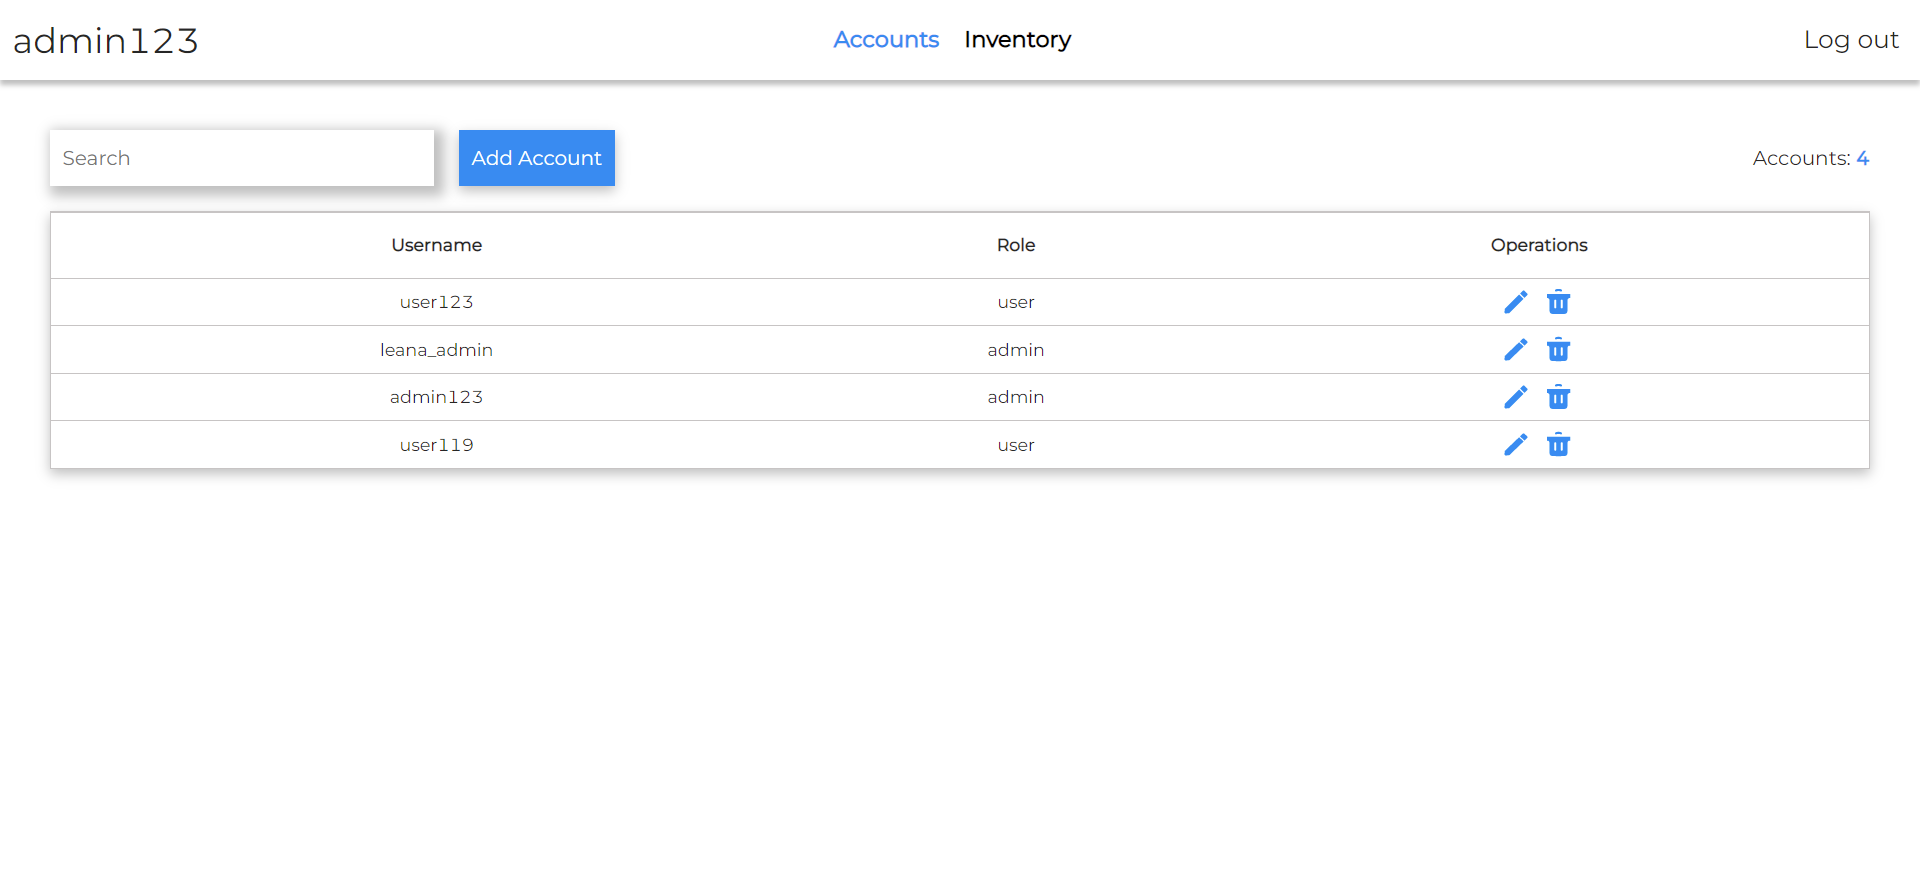 admin123 Accounts Inventory Log out
Search Add Account Accounts: 4
Username Role Operations
user123 user
leana_admin admin
admin123 admin
user119 user